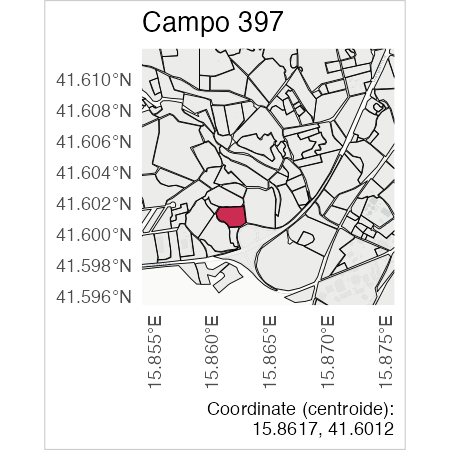 Campo 397
41.610°N
41.608°N
41.606°N
41.604°N
41.602°N
41.600°N
41.598°N
41.596°N
15.855°E
15.860°E
15.865°E
15.870°E
15.875°E
Coordinate (centroide):
15.8617, 41.6012